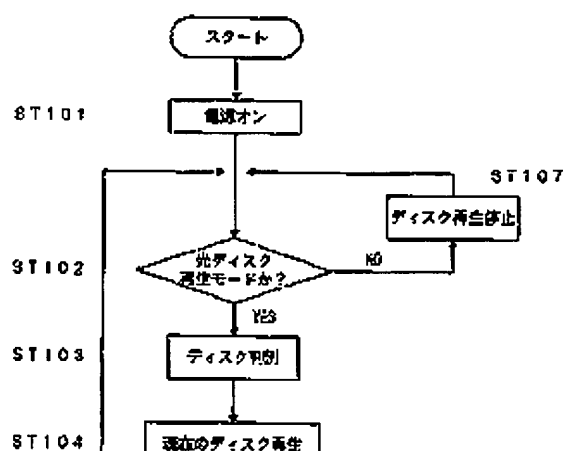 スタート
ST101
電源オン
ST107
ディスク再生停止
ST102
光ディスク
再生モードか?
NO
YES
ST103
ディスク判別
ST104
現在のディスク再生